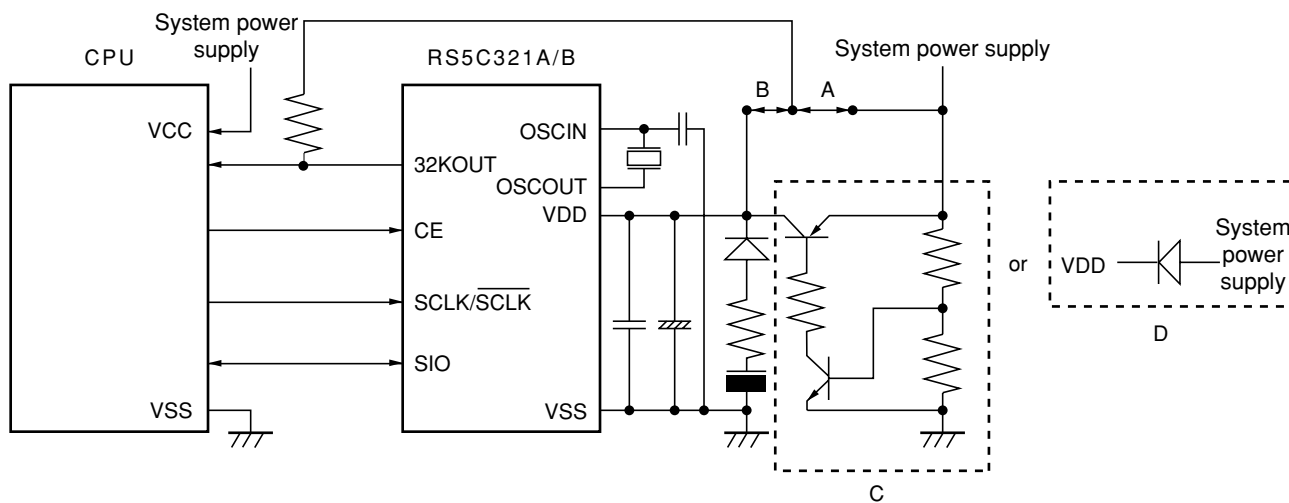 System power
supply
CPU
RS5C321A/B
System power supply
B
A
VCC
OSCIN
32KOUT
OSCOUT
VDD
CE
SCLK/SCLK
SIO
VSS
VSS
or
VDD
System
power
supply
D
C